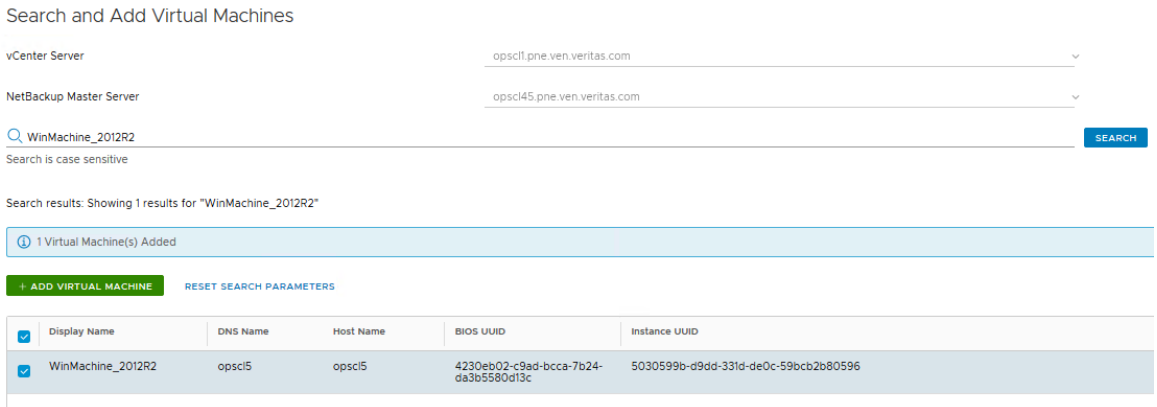 Search and Add Virtual Machines
vCenter Server
opscl1.pne.ven.veritas.com
NetBackup Master Server
opscl45.pne.ven.veritas.com
WinMachine_2012R2
SEARCH
Search is case sensitive
Search results: Showing 1 results for "WinMachine_2012R2"
1 Virtual Machine(s) Added
+ ADD VIRTUAL MACHINE
RESET SEARCH PARAMETERS
Display Name
DNS Name
Host Name
BIOS UUID
Instance UUID
WinMachine_2012R2
opscl5
opscl5
4230eb02-c9ad-bcca-7b24-
da3b5580d13c
5030599b-d9dd-331d-de0c-59bcb2b80596